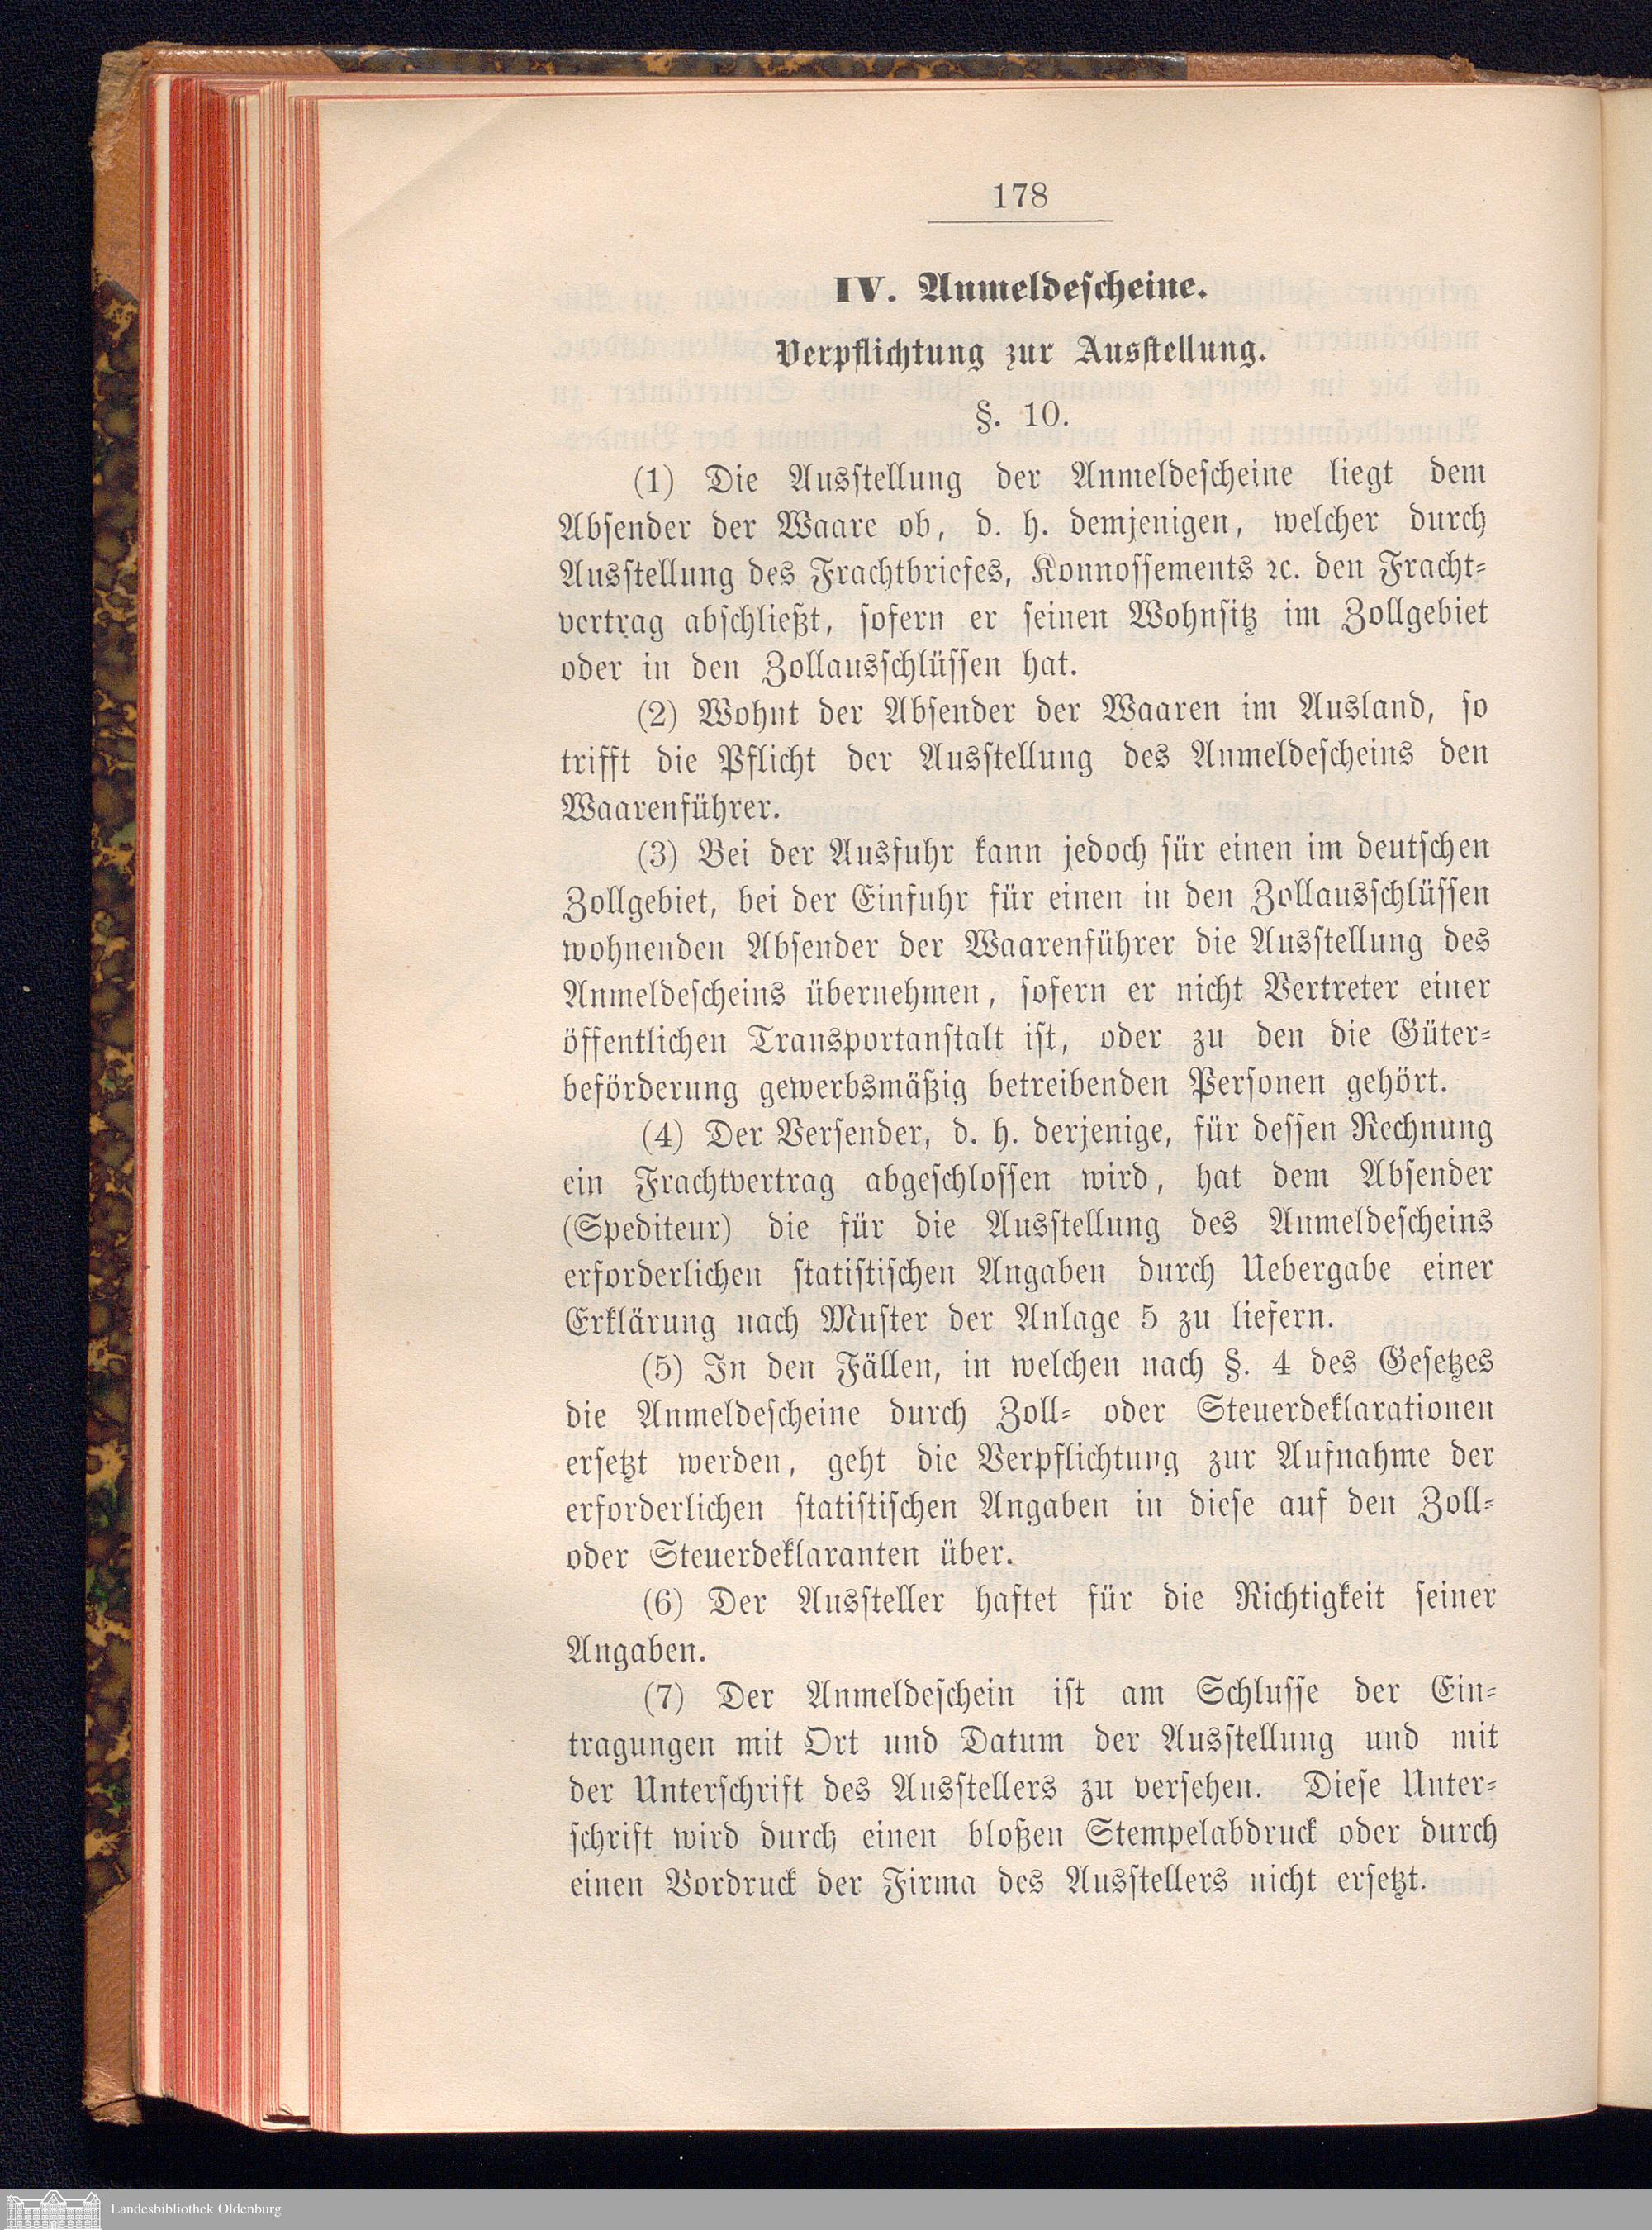 178
IV. Anmeldescheine.
Verpflichtung zur Ausstellung.
§. 10.
(1) Die Ausstellung der Anmeldescheine liegt dem
Absender der Waare ob, d. h. demjenigen, welcher durch
Ausstellung des Frachtbriefes, Konnossements ꝛc. den Fracht-
vertrag abschließt, sofern er seinen Wohnsitz im Zollgebiet
oder in den Zollausschlüssen hat.
(2) Wohnt der Absender der Waaren im Ausland, so
trifft die Pflicht der Ausstellung des Anmeldescheins den
Waarenführer.
(3) Bei der Ausfuhr kann jedoch für einen im deutschen
Zollgebiet, bei der Einfuhr für einen in den Zollausschlüssen
wohnenden Absender der Waarenführer die Ausstellung des
Anmeldescheins übernehmen, sofern er nicht Vertreter einer
öffentlichen Transportanstalt ist, oder zu den die Güter-
beförderung gewerbsmäßig betreibenden Personen gehört.
(4) Der Versender, d. h. derjenige, für dessen Rechnung
ein Frachtvertrag abgeschlossen wird, hat dem Absender
(Spediteur) die für die Ausstellung des Anmeldescheins
erforderlichen statistischen Angaben durch Uebergabe einer
Erklärung nach Muster der Anlage 5 zu liefern.
(5) In den Fällen, in welchen nach §. 4 des Gesetzes
die Anmeldescheine durch Zoll- oder Steuerdeklarationen
ersetzt werden, geht die Verpflichtung zur Aufnahme der
erforderlichen statistischen Angaben in diese auf den Zoll-
oder Steuerdeklaranten über.
(6) Der Aussteller haftet für die Richtigkeit seiner
Angaben.
(7) Der Anmeldeschein ist am Schlusse der Ein-
tragungen mit Ort und Datum der Ausstellung und mit
der Unterschrift des Ausstellers zu versehen. Diese Unter-
schrift wird durch einen bloßen Stempelabdruck oder durch
einen Vordruck der Firma des Ausstellers nicht ersetzt.
Landesbibliothek Oldenburg